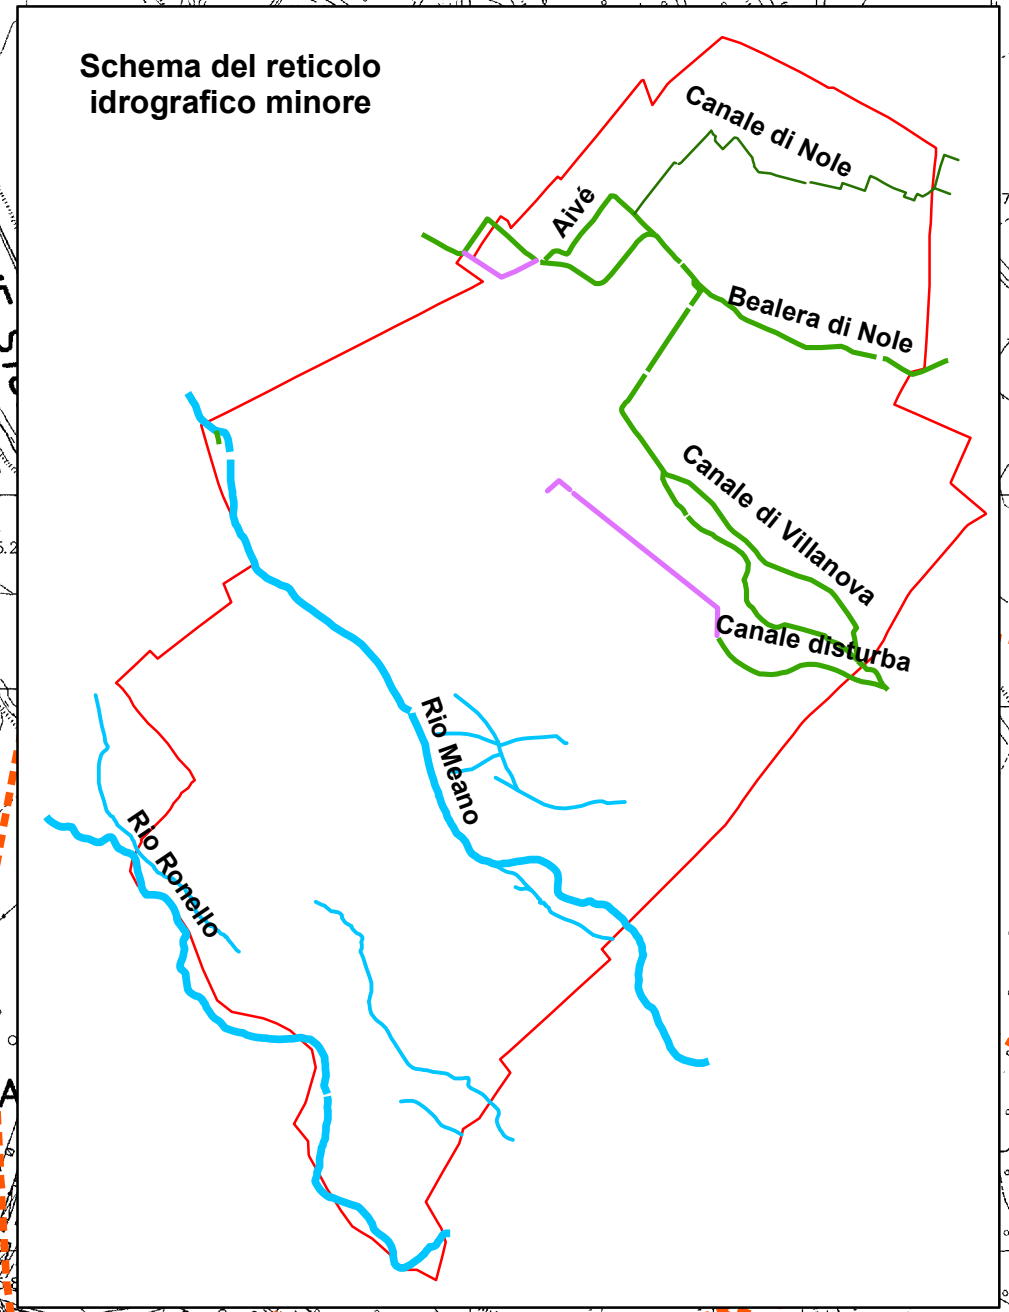 Schema del reticolo
idrografico minore
Canale di Nole
Aivé
Bealera di Nole
Canale di Villanova
Canale disturba
Rio Meano
Rio Ronello